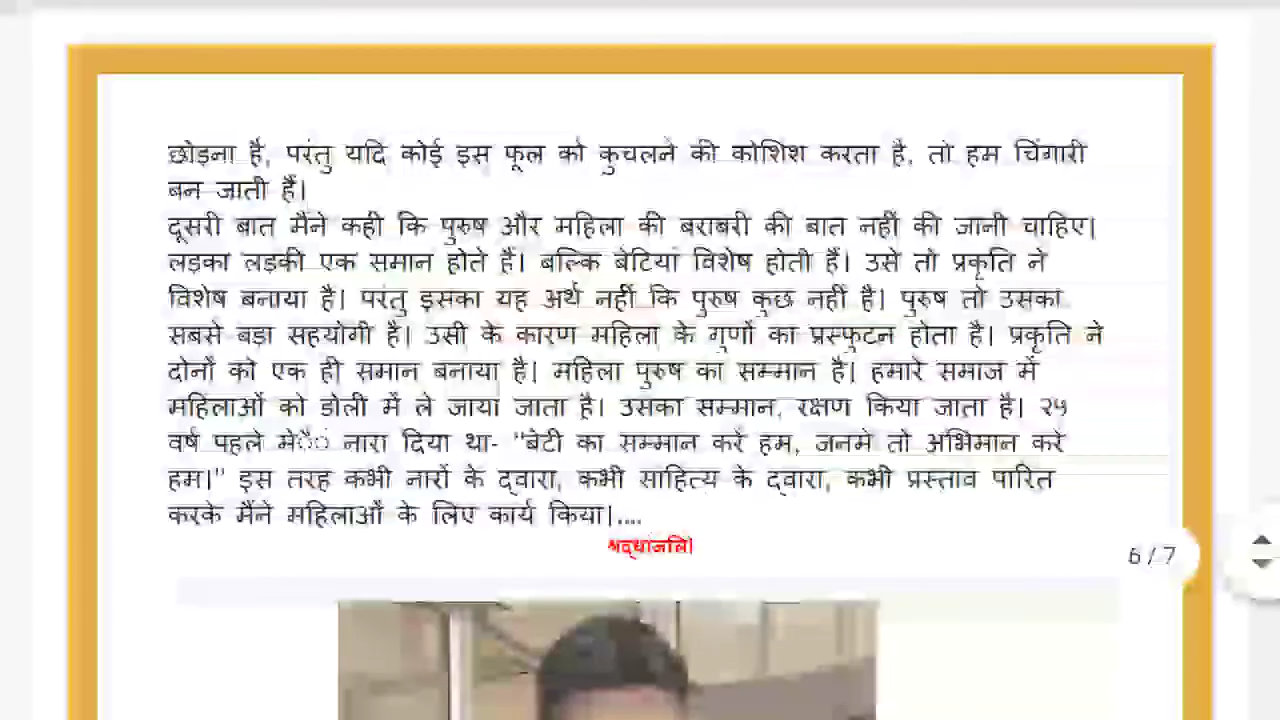 छोड़ना है, परंतु यदि कोई इस फूल को कुचलने की कोशिश करता है, तो हम चिंगारी
बन जाती हैं।
दूसरी बात मैंने कही कि पुरुष और महिला की बराबरी की बात नहीं की जानी चाहिए।
लड़का लड़की एक समान होते हैं। बल्कि बेटियां विशेष होती हैं। उसे तो प्रकृति ने
विशेष बनाया है। परंतु इसका यह अर्थ नहीं कि पुरुष कुछ नहीं है। पुरुष तो उसका
सबसे बड़ा सहयोगी है। उसी के कारण महिला के गुणों का प्रस्फुटन होता है। प्रकृति ने
दोनों को एक ही समान बनाया है। महिला पुरुष का सम्मान है। हमारे समाज में
महिलाओं को डोली में ले जाया जाता है। उसका सम्मान, रक्षण किया जाता है। २५
वर्ष पहले मेैं नारा दिया था- "बेटी का सम्मान करें हम, जनमे तो अभिमान करें
हम।" इस तरह कभी नारों के द्वारा, कभी साहित्य के द्वारा, कभी प्रस्ताव पारित
करके मैंने महिलाओं के लिए कार्य किया।....
श्रद्धांजलि।
6 / 7